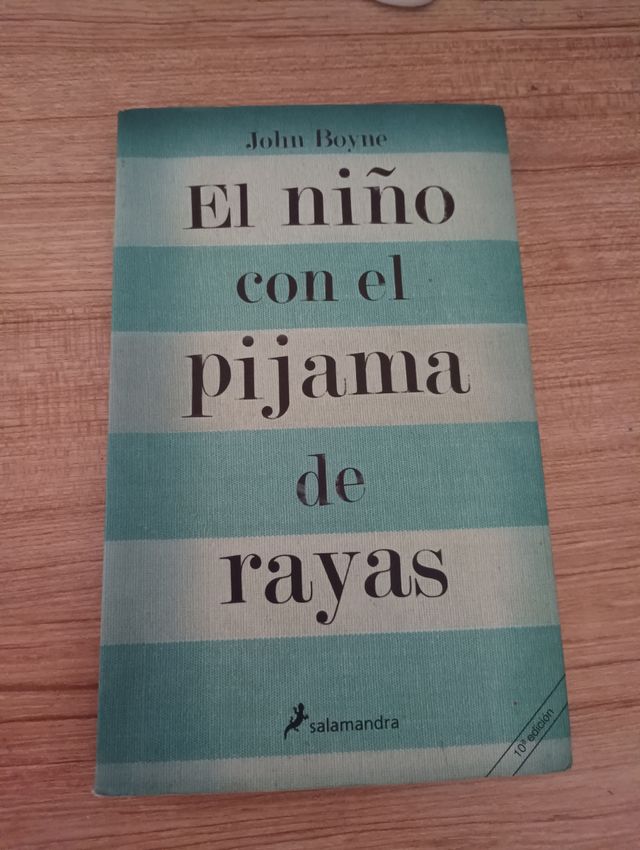 John Boyne
El niño
con el
pijama
de
rayas
salamandra
10ª edición